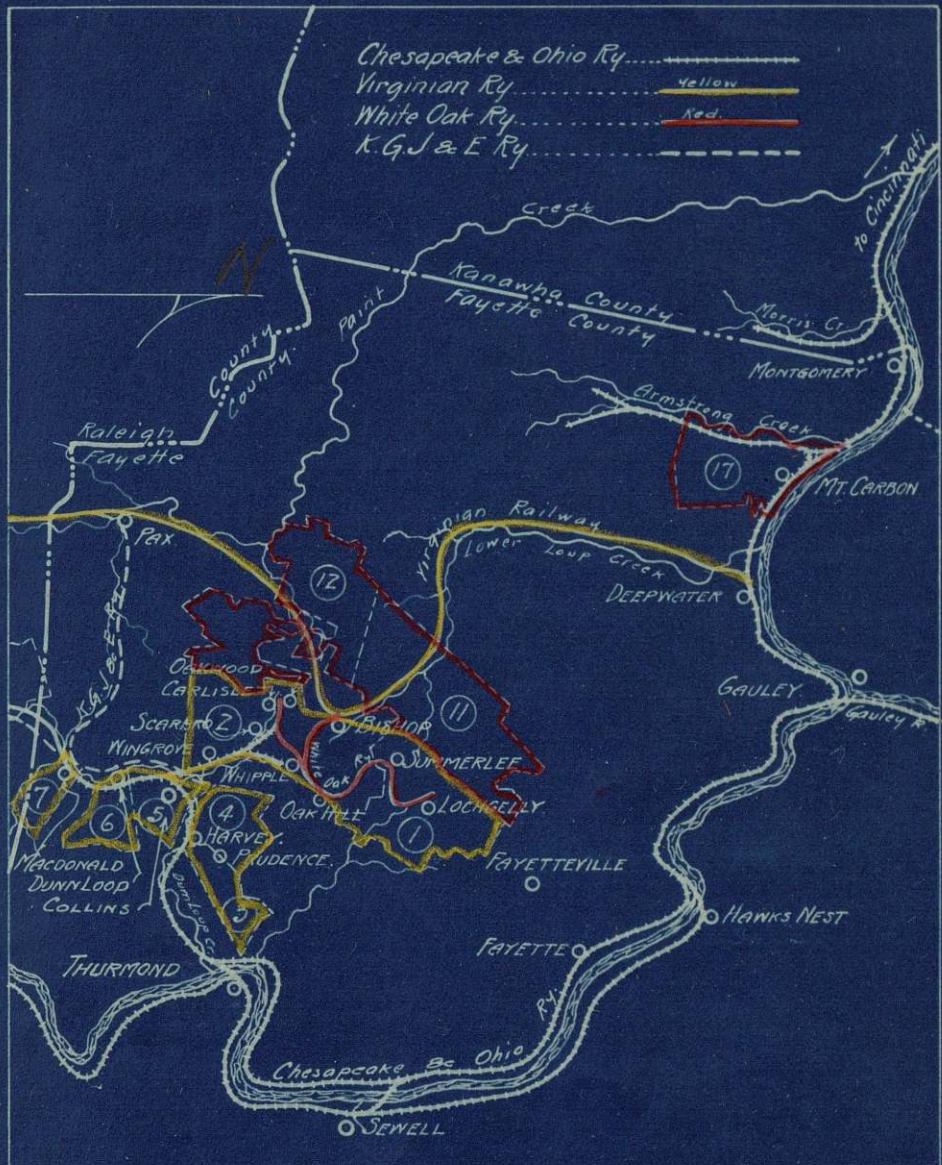 Chesapeake & Ohio Ry.
Virginian Ry. yellow
White Oak Ry. Red.
K.G.J & E Ry.
to Cincinnati
Creek
N
Paint
Kanawha County
Fayette County
Morris Cr.
MONTGOMERY
County
County.
Raleigh
Fayette
Armstrong Creek
17
MT. CARBON
PAX
Virginian Railway
Lower Loup Creek
12
DEEPWATER
K.G.J & E Ry.
OAKWOOD
CARLISLE
GAULEY
Gauley R.
SCARBRO
2
BISHOP
11
WINGROVE
SUMMERLEE
WHIPPLE
Oak
Ry.
OAK HILL
LOCHGELLY
7
6
5
4
1
HARVEY.
PRUDENCE.
MACDONALD
DUNN LOOP
COLLINS
FAYETTEVILLE
3
Dunloup Cr.
HAWKS NEST
FAYETTE
THURMOND
Chesapeake & Ohio Ry.
SEWELL